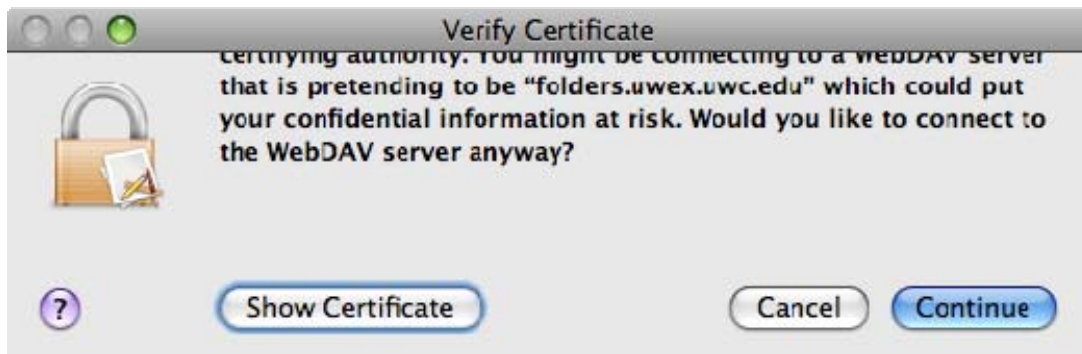 Verify Certificate
certifying authority. You might be connecting to a WebDAV server
that is pretending to be “folders.uwex.uwc.edu” which could put
your confidential information at risk. Would you like to connect to
the WebDAV server anyway?
?
Show Certificate
Cancel
Continue